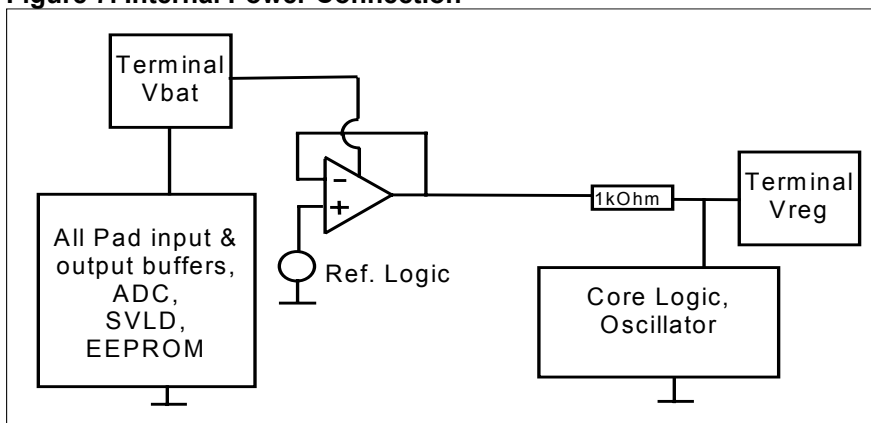 Figure 7. Internal Power Connection
Terminal
Vbat
-
+
Ref. Logic
1kOhm
Terminal
Vreg
All Pad input &
output buffers,
ADC,
SVLD,
EEPROM
Core Logic,
Oscillator